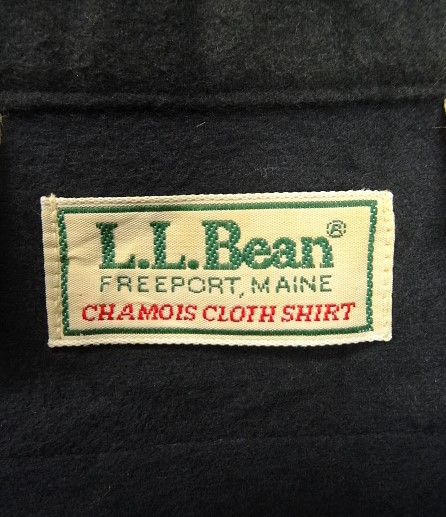 L.L.Bean®
FREEPORT, MAINE
CHAMOIS CLOTH SHIRT